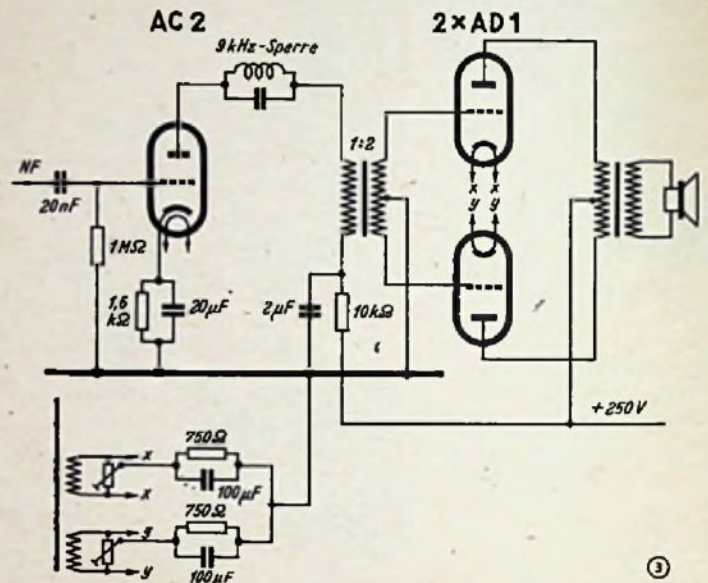 AC 2
2×AD1
9kHz-Sperre
1:2
NF
20nF
1MΩ
1,6
kΩ
20µF
2µF
10kΩ
x x
y y
+250V
750Ω
x
100µF
x
750Ω
y
100µF
y
③